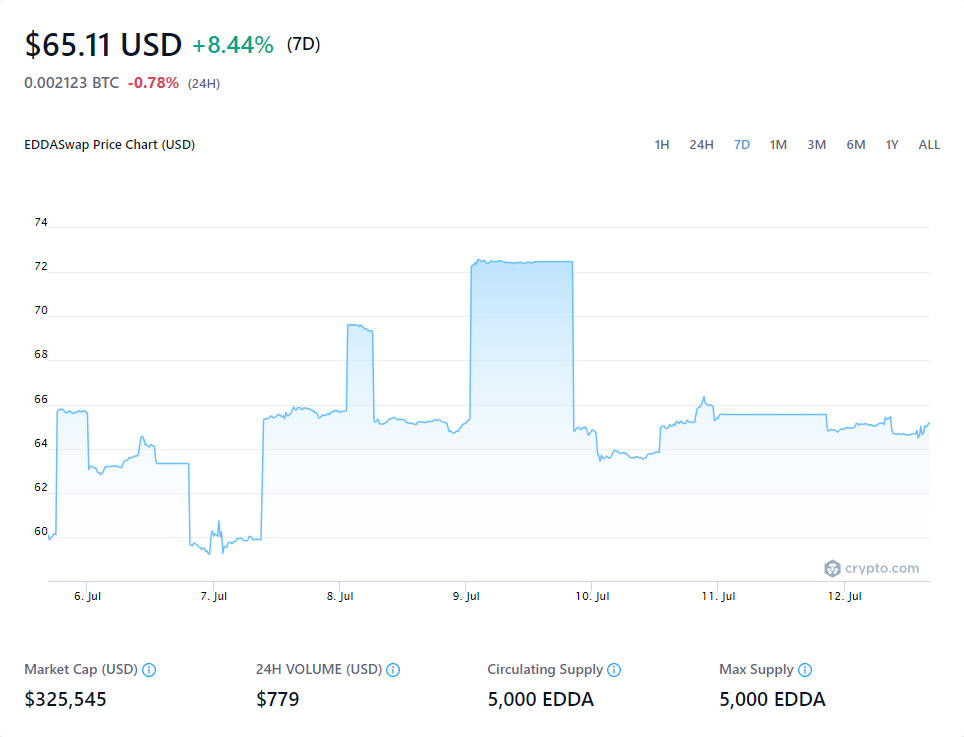 $65.11 USD +8.44% (7D)
0.002123 BTC -0.78% (24H)
EDDASwap Price Chart (USD) 1H 24H 7D 1M 3M 6M 1Y ALL
74
72
70
68
66
64
62
60
crypto.com
6. Jul 7. Jul 8. Jul 9. Jul 10. Jul 11. Jul 12. Jul
Market Cap (USD) 24H VOLUME (USD) Circulating Supply Max Supply
$325,545 $779 5,000 EDDA 5,000 EDDA